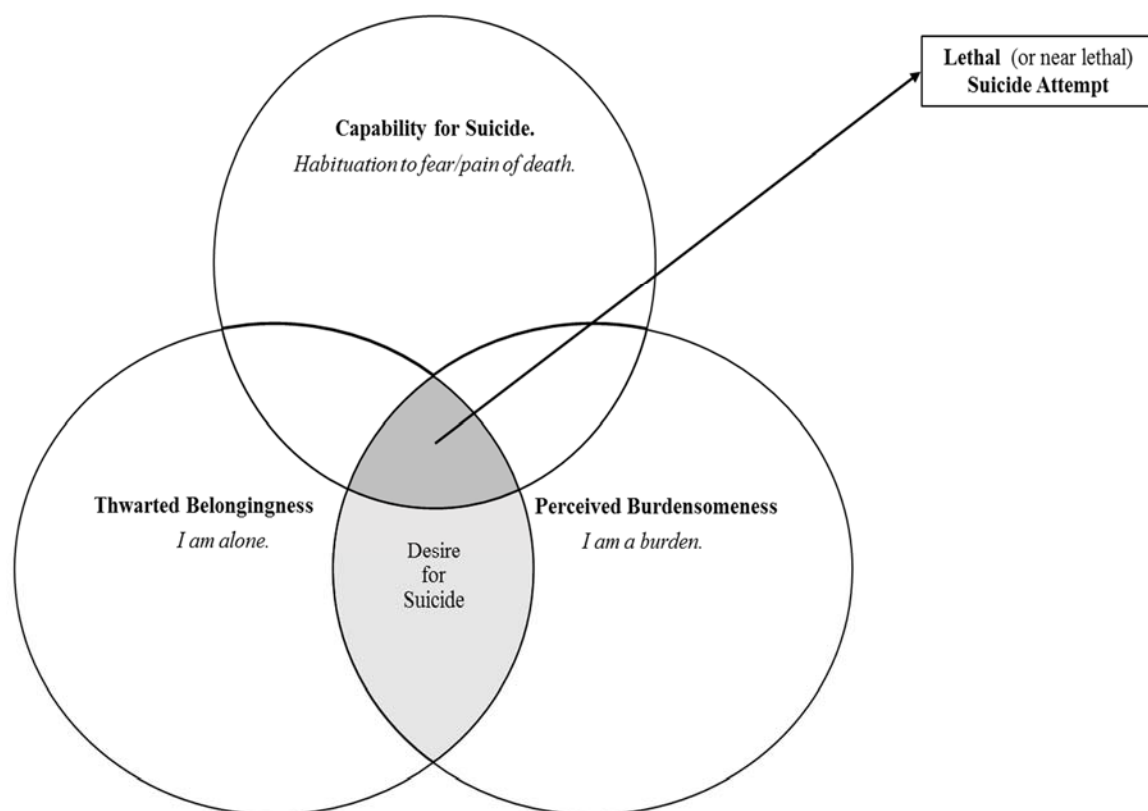 Lethal (or near lethal)
Suicide Attempt
Capability for Suicide.
Habituation to fear/pain of death.
Thwarted Belongingness
I am alone.
Perceived Burdensomeness
I am a burden.
Desire
for
Suicide